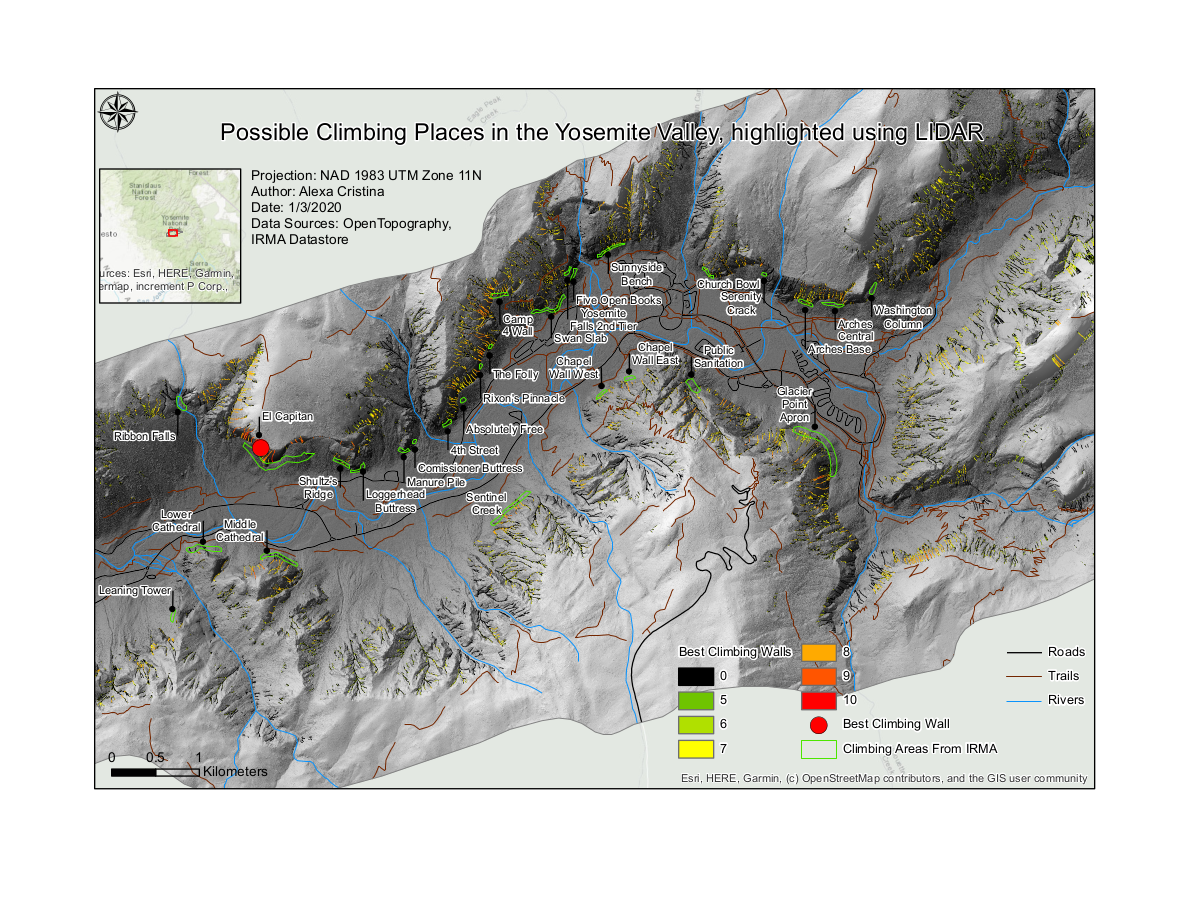 Possible Climbing Places in the Yosemite Valley, highlighted using LIDAR
Projection: NAD 1983 UTM Zone 11N
Author: Alexa Cristina
Date: 1/3/2020
Data Sources: OpenTopography,
IRMA Datastore
Eagle Peak
Creek
Forest
Stanislaus
National
Forest
Yosemite
National
esto
Sierra
urces: Esri, HERE, Garmin,
ermap, increment P Corp.,
Sunnyside
Bench
Five Open Books
Yosemite
Falls 2nd Tier
Swan Slab
Camp
4 Wall
Church Bowl
Serenity
Crack
Washington
Column
Arches
Central
Arches Base
Chapel
Wall East
Public
Sanitation
Chapel
Wall West
The Folly
Rixon's Pinnacle
Glacier
Point
Apron
Absolutely Free
4th Street
El Capitan
Ribbon Falls
Comissioner Buttress
Manure Pile
Shultz's
Ridge
Loggerhead
Buttress
Sentinel
Creek
Lower
Cathedral
Middle
Cathedral
Leaning Tower
Best Climbing Walls
0
5
6
7
8
9
10
Best Climbing Wall
Climbing Areas From IRMA
Roads
Trails
Rivers
0 0.5 1
Kilometers
Esri, HERE, Garmin, (c) OpenStreetMap contributors, and the GIS user community